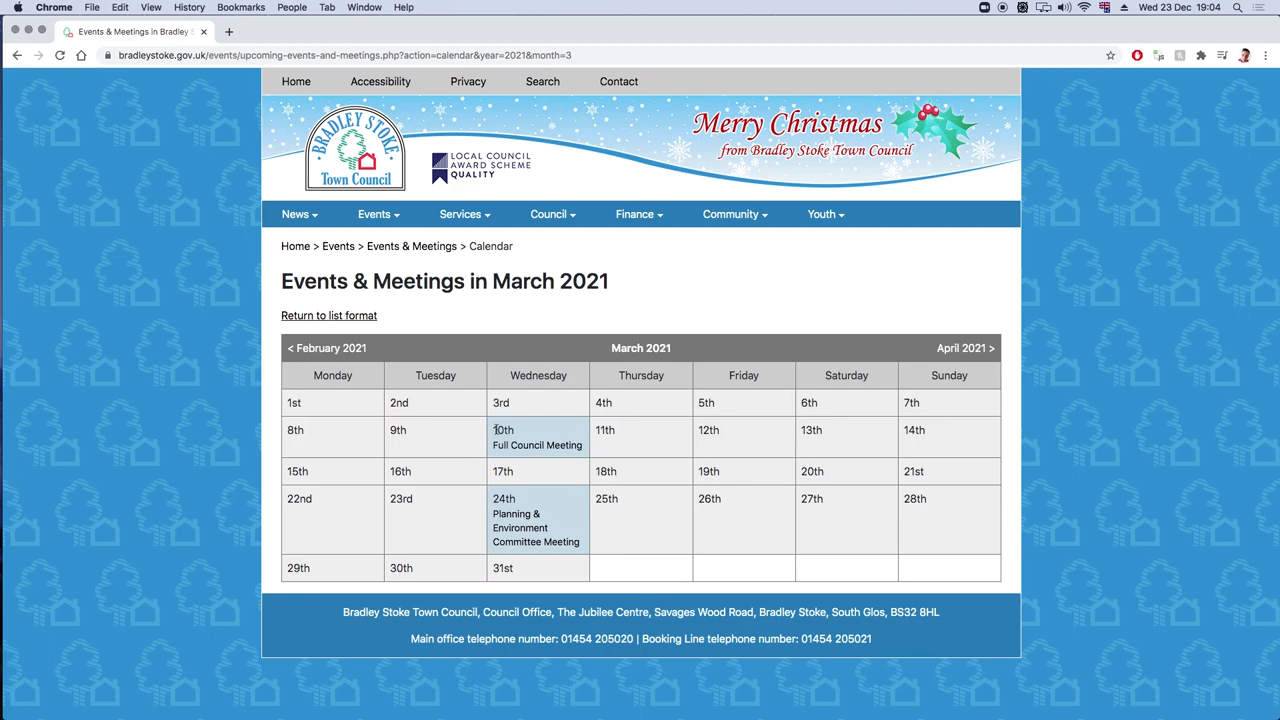 Chrome File Edit View History Bookmarks People Tab Window Help Wed 23 Dec 19:04
Events & Meetings in Bradley S
bradleystoke.gov.uk/events/upcoming-events-and-meetings.php?action=calendar&year=2021&month=3
Home Accessibility Privacy Search Contact
BRADLEY STOKE
Town Council
LOCAL COUNCIL
AWARD SCHEME
QUALITY
Merry Christmas
from Bradley Stoke Town Council
News Events Services Council Finance Community Youth
Home > Events > Events & Meetings > Calendar
Events & Meetings in March 2021
Return to list format
< February 2021 March 2021 April 2021 >
Monday Tuesday Wednesday Thursday Friday Saturday Sunday
1st 2nd 3rd 4th 5th 6th 7th
8th 9th 10th 11th 12th 13th 14th
Full Council Meeting
15th 16th 17th 18th 19th 20th 21st
22nd 23rd 24th 25th 26th 27th 28th
Planning &
Environment
Committee Meeting
29th 30th 31st
Bradley Stoke Town Council, Council Office, The Jubilee Centre, Savages Wood Road, Bradley Stoke, South Glos, BS32 8HL
Main office telephone number: 01454 205020 | Booking Line telephone number: 01454 205021